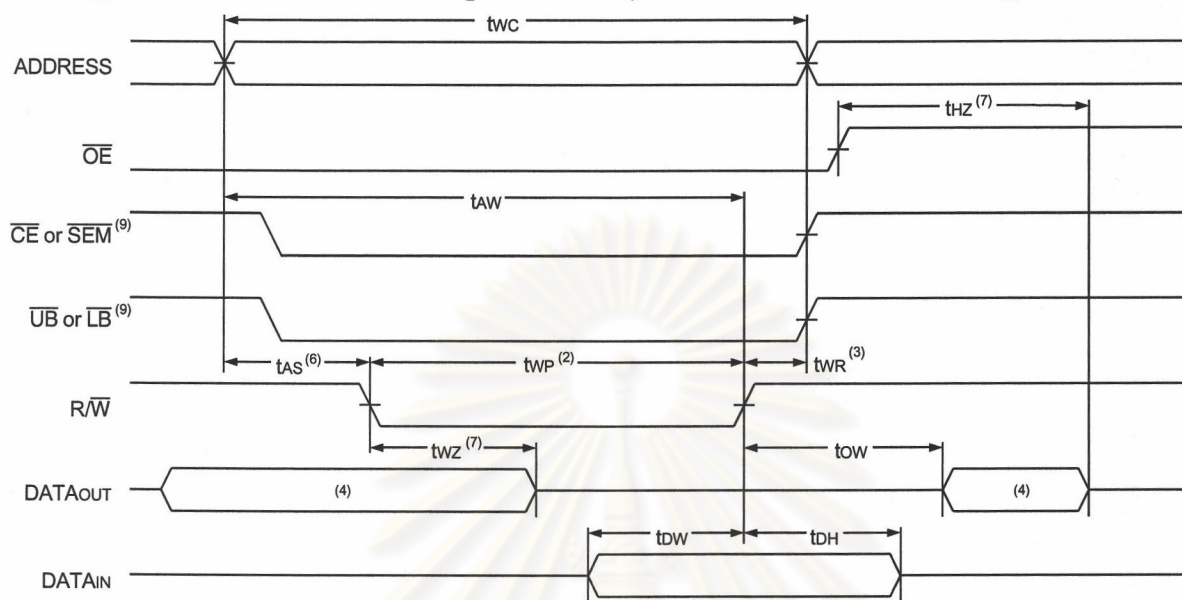 tWC
ADDRESS
tHZ (7)
OE
tAW
CE or SEM (9)
UB or LB (9)
tAS (6) tWP (2) tWR (3)
R/W
tWZ (7) tOW
DATAOUT (4) (4)
tDW tDH
DATAIN